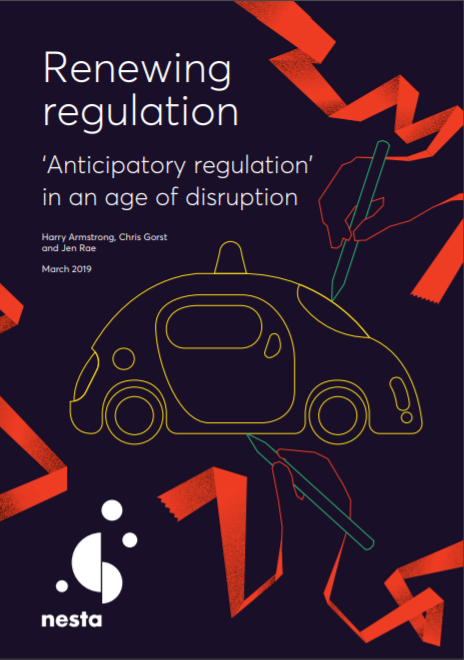 Renewing
regulation
‘Anticipatory regulation’
in an age of disruption
Harry Armstrong, Chris Gorst
and Jen Rae
March 2019
nesta